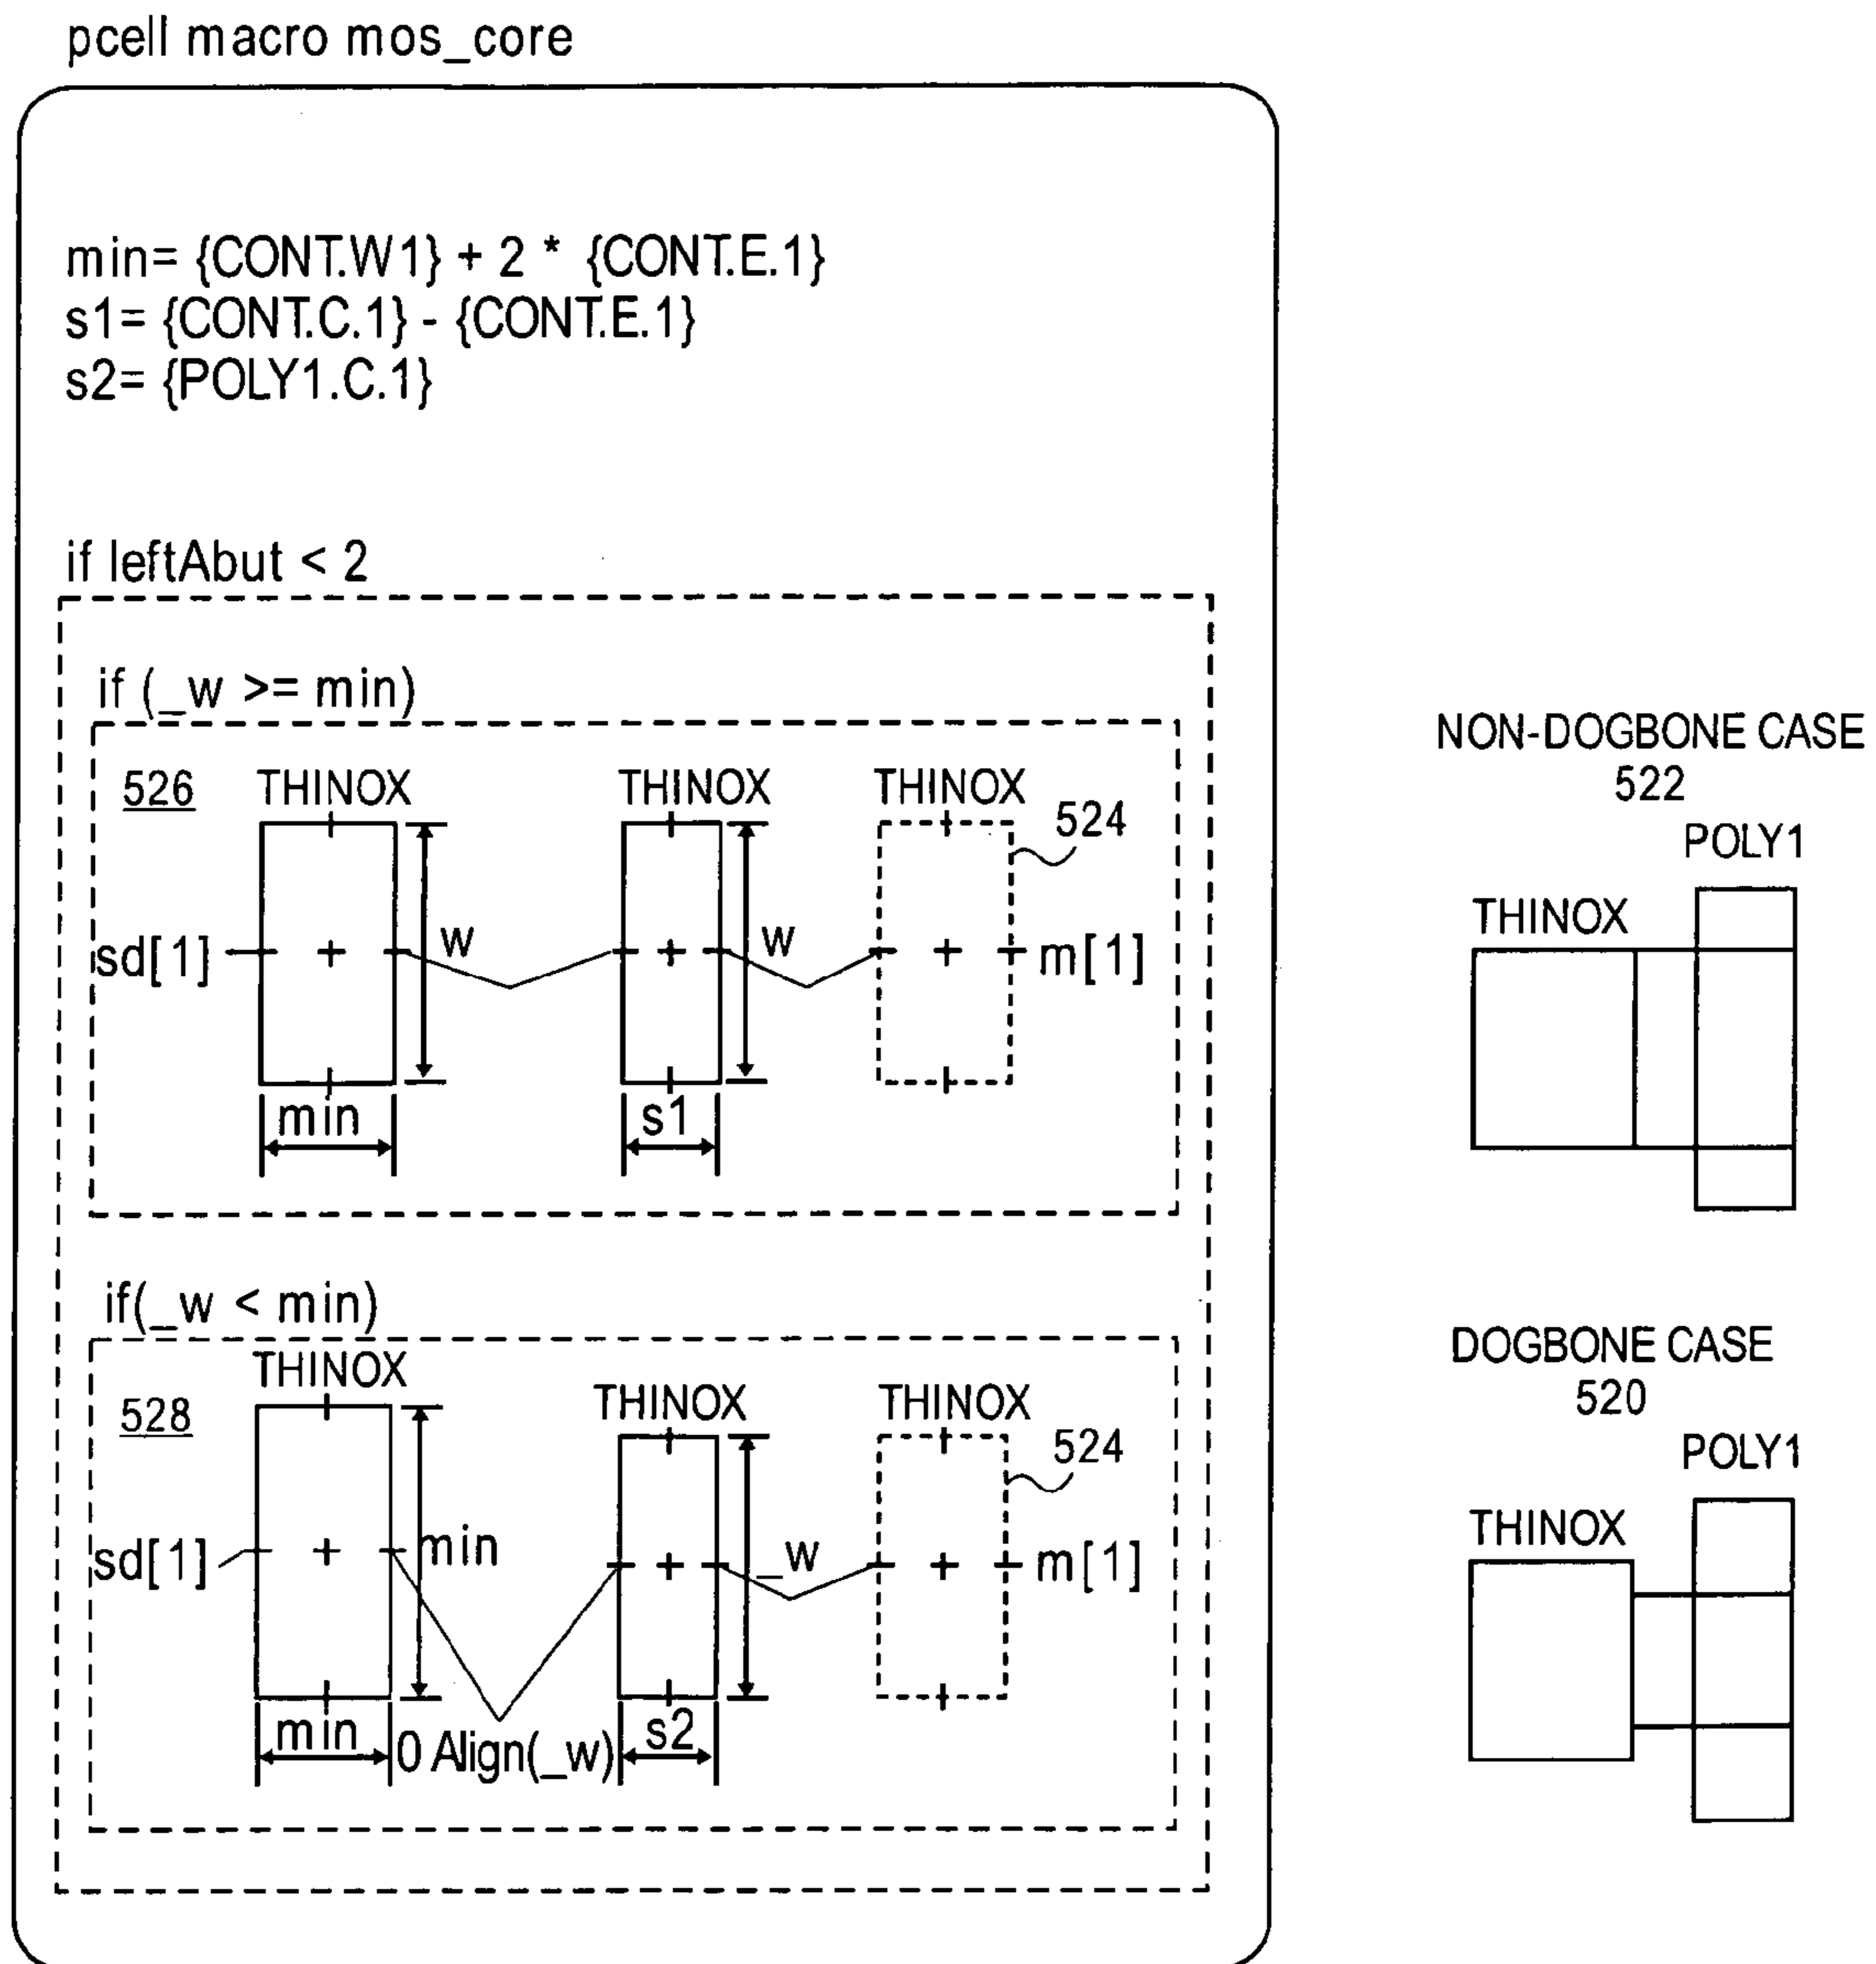 pcell macro mos_core
min= {CONT.W1} + 2 * {CONT.E.1}
s1= {CONT.C.1} - {CONT.E.1}
s2= {POLY1.C.1}
if leftAbut < 2
if (_w >= min)
526
THINOX
THINOX
THINOX
524
sd[1]
w
w
m[1]
min
s1
if(_w < min)
528
THINOX
THINOX
THINOX
524
sd[1]
min
_w
m[1]
min
0 Align(_w)
s2
NON-DOGBONE CASE
522
POLY1
THINOX
DOGBONE CASE
520
POLY1
THINOX